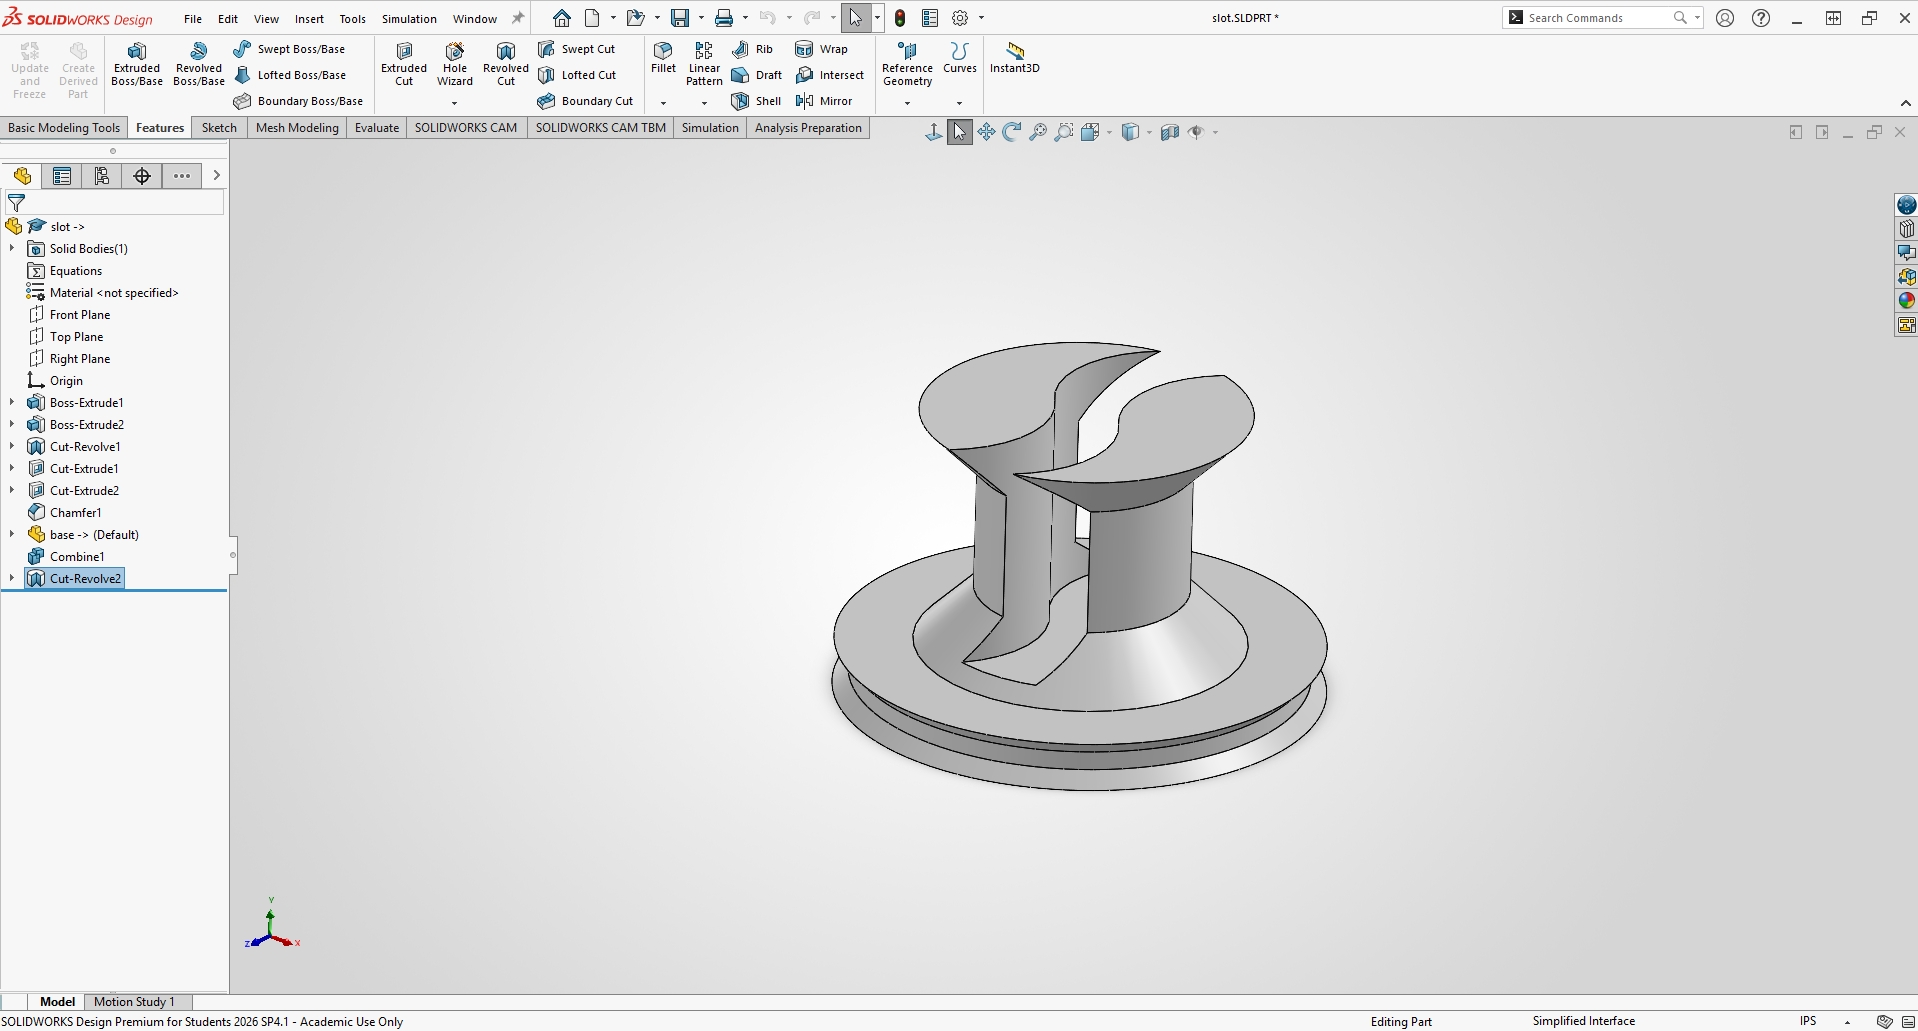 SOLIDWORKS Design
File Edit View Insert Tools Simulation Window
slot.SLDPRT *
Search Commands
Update and Freeze
Create Derived Part
Extruded Boss/Base
Revolved Boss/Base
Swept Boss/Base
Lofted Boss/Base
Boundary Boss/Base
Extruded Cut
Hole Wizard
Revolved Cut
Swept Cut
Lofted Cut
Boundary Cut
Fillet
Linear Pattern
Rib
Draft
Shell
Wrap
Intersect
Mirror
Reference Geometry
Curves
Instant3D
Basic Modeling Tools Features Sketch Mesh Modeling Evaluate SOLIDWORKS CAM SOLIDWORKS CAM TBM Simulation Analysis Preparation
slot ->
Solid Bodies(1)
Equations
Material <not specified>
Front Plane
Top Plane
Right Plane
Origin
Boss-Extrude1
Boss-Extrude2
Cut-Revolve1
Cut-Extrude1
Cut-Extrude2
Chamfer1
base -> (Default)
Combine1
Cut-Revolve2
Y
Z X
Model Motion Study 1
SOLIDWORKS Design Premium for Students 2026 SP4.1 - Academic Use Only
Editing Part
Simplified Interface
IPS